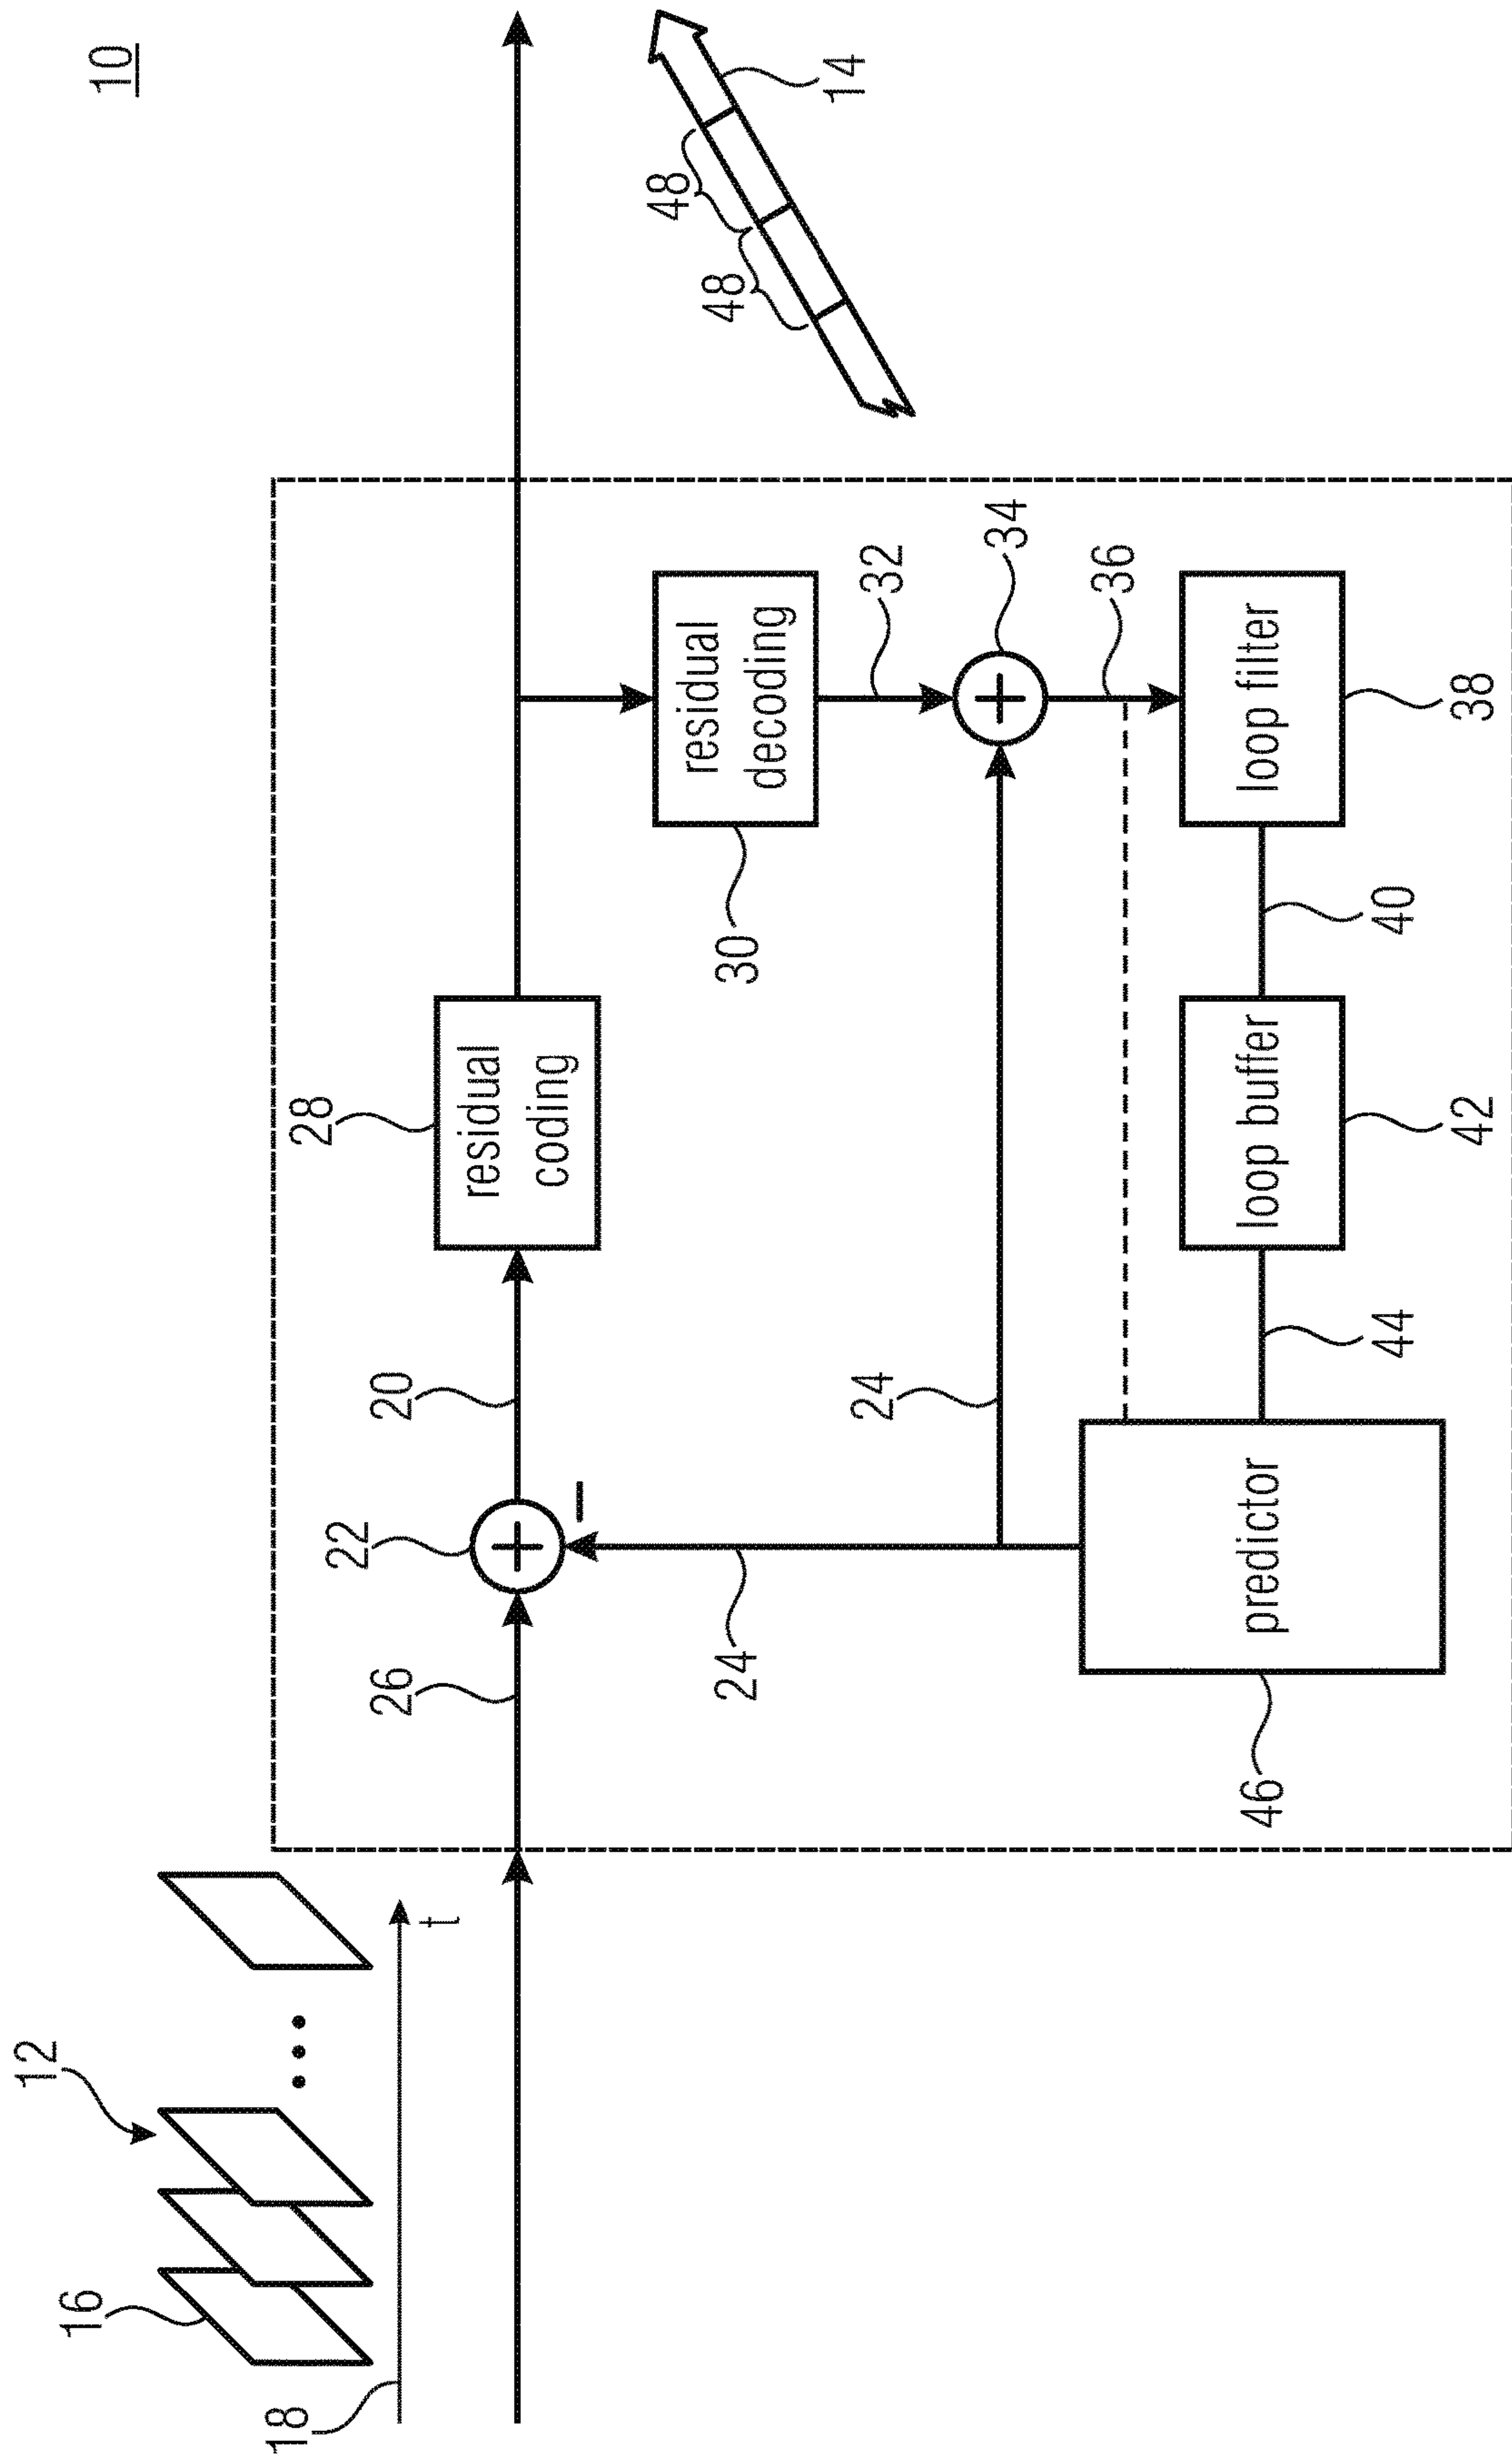 10
12
16
18
t
26
22
20
28
residual
coding
48
48
14
24
24
30
residual
decoding
32
34
36
46
predictor
44
loop buffer
42
40
loop filter
38